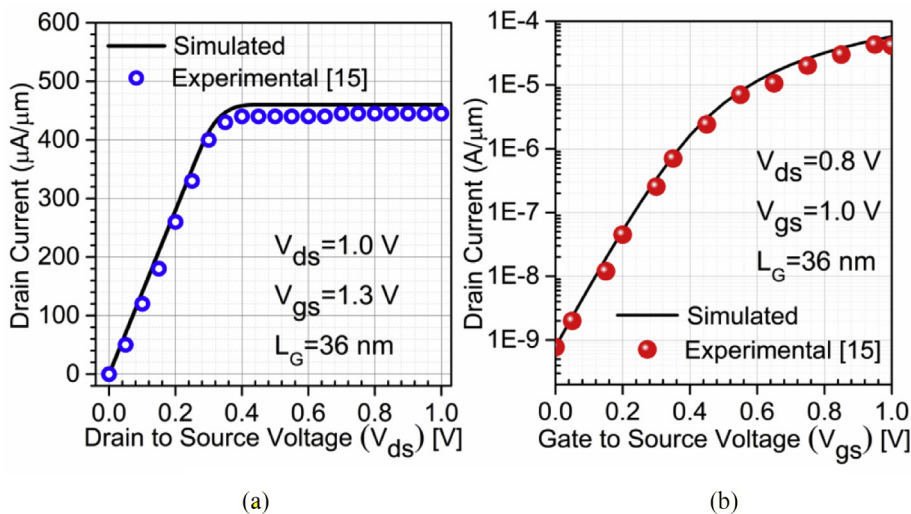 600
500
400
300
200
100
0
Drain Current (μA/μm)
Simulated
Experimental [15]
V_ds=1.0 V
V_gs=1.3 V
L_G=36 nm
0.0 0.2 0.4 0.6 0.8 1.0
Drain to Source Voltage (V_ds) [V]
(a)
1E-4
1E-5
1E-6
1E-7
1E-8
1E-9
Drain Current (A/μm)
V_ds=0.8 V
V_gs=1.0 V
L_G=36 nm
Simulated
Experimental [15]
0.0 0.2 0.4 0.6 0.8 1.0
Gate to Source Voltage (V_gs) [V]
(b)